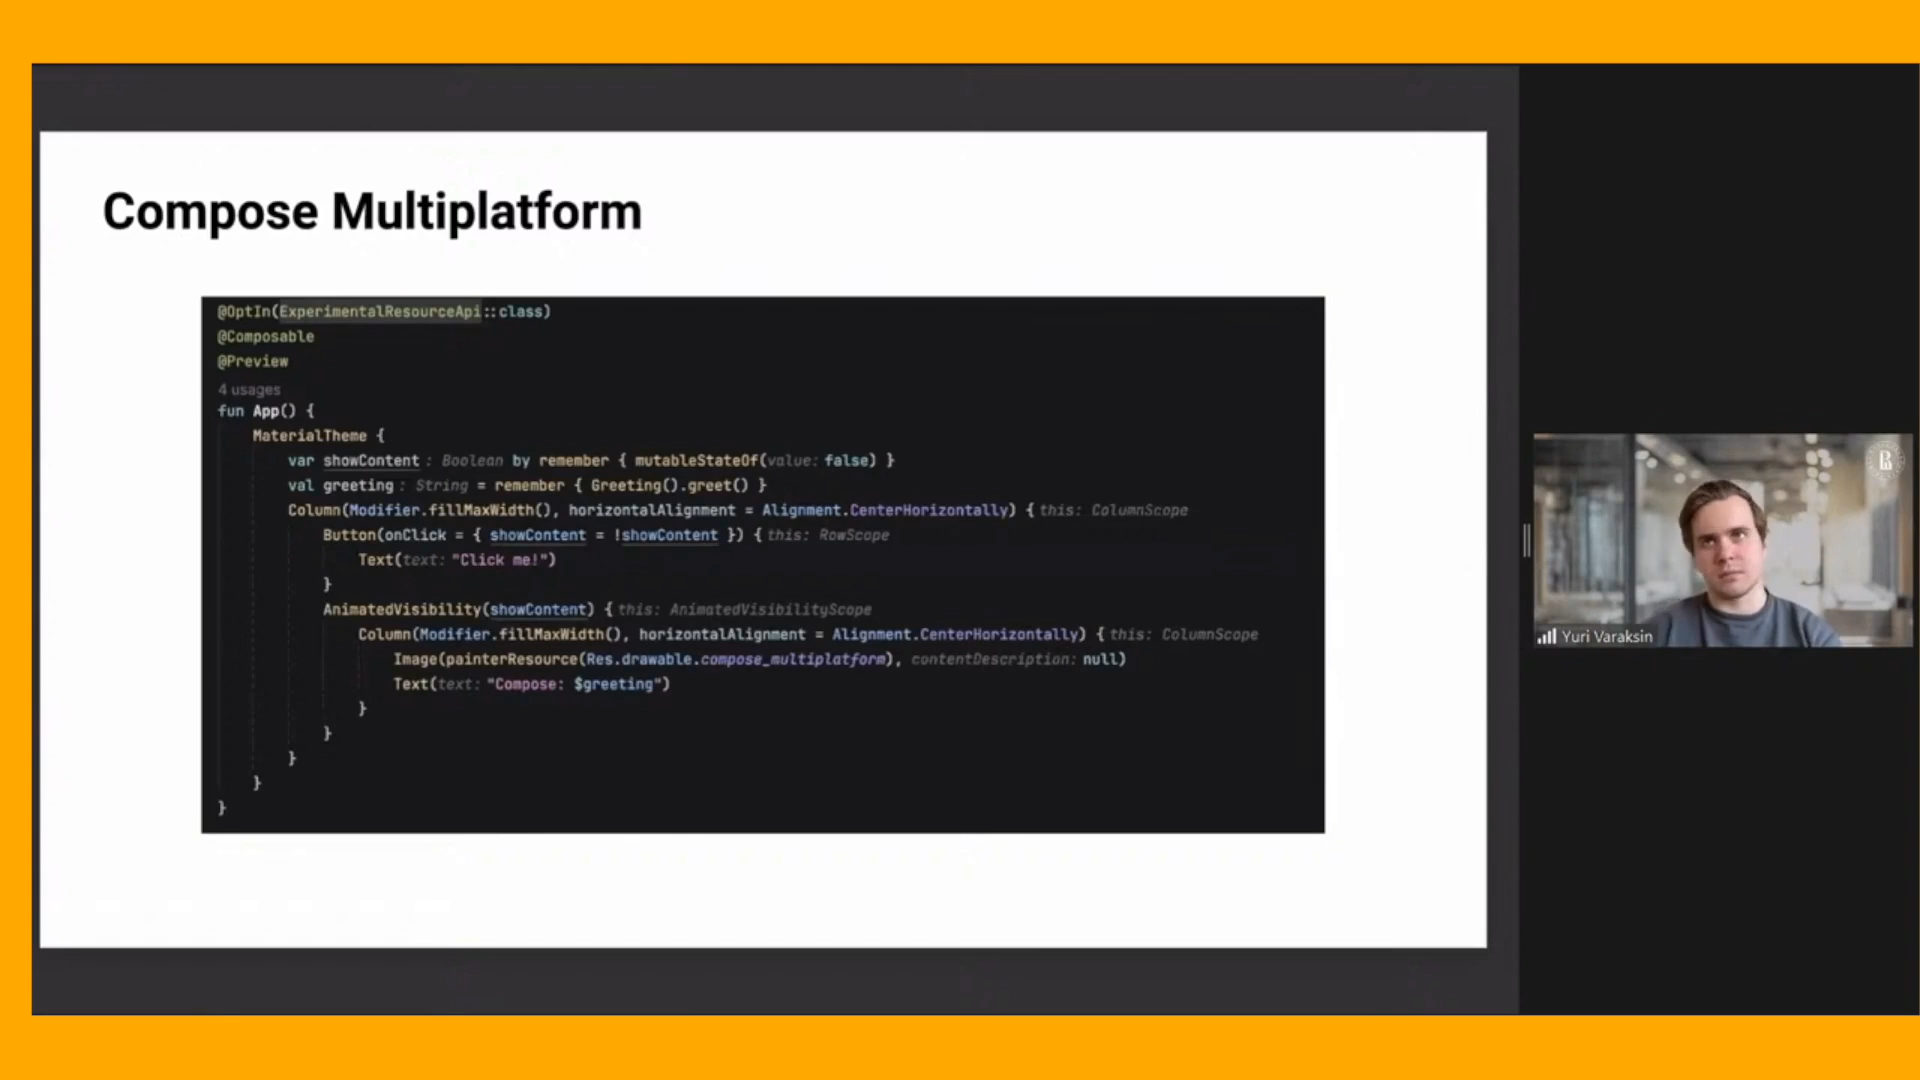 Compose Multiplatform
@OptIn(ExperimentalResourceApi::class)
@Composable
@Preview
4 usages
fun App() {
MaterialTheme {
var showContent : Boolean by remember { mutableStateOf(value: false) }
val greeting : String = remember { Greeting().greet() }
Column(Modifier.fillMaxWidth(), horizontalAlignment = Alignment.CenterHorizontally) { this: ColumnScope
Button(onClick = { showContent = !showContent }) { this: RowScope
Text(text: "Click me!")
}
AnimatedVisibility(showContent) { this: AnimatedVisibilityScope
Column(Modifier.fillMaxWidth(), horizontalAlignment = Alignment.CenterHorizontally) { this: ColumnScope
Image(painterResource(Res.drawable.compose_multiplatform), contentDescription: null)
Text(text: "Compose: $greeting")
}
}
}
}
}
Yuri Varaksin